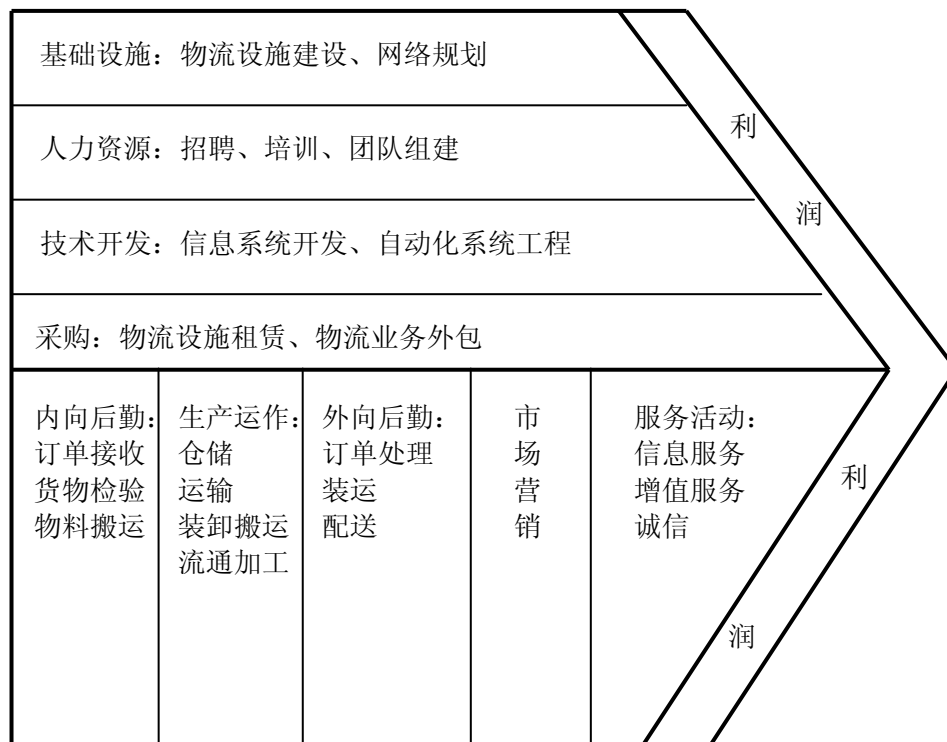 基础设施：物流设施建设、网络规划
人力资源：招聘、培训、团队组建
技术开发：信息系统开发、自动化系统工程
采购：物流设施租赁、物流业务外包
利
润
内向后勤：
订单接收
货物检验
物料搬运
生产运作：
仓储
运输
装卸搬运
流通加工
外向后勤：
订单处理
装运
配送
市
场
营
销
服务活动：
信息服务
增值服务
诚信
利
润